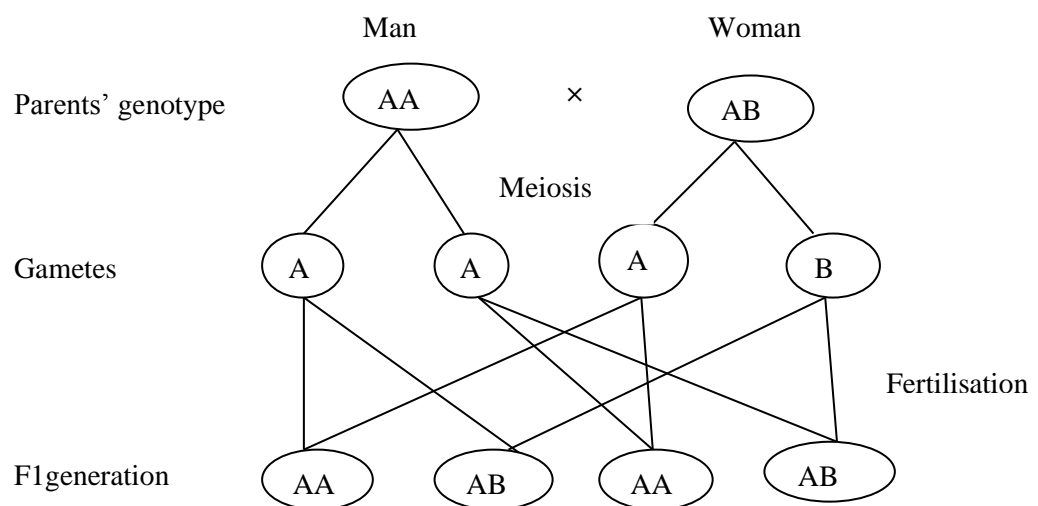 Man Woman
Parents’ genotype AA × AB
Meiosis
Gametes A A A B
Fertilisation
F1generation AA AB AA AB